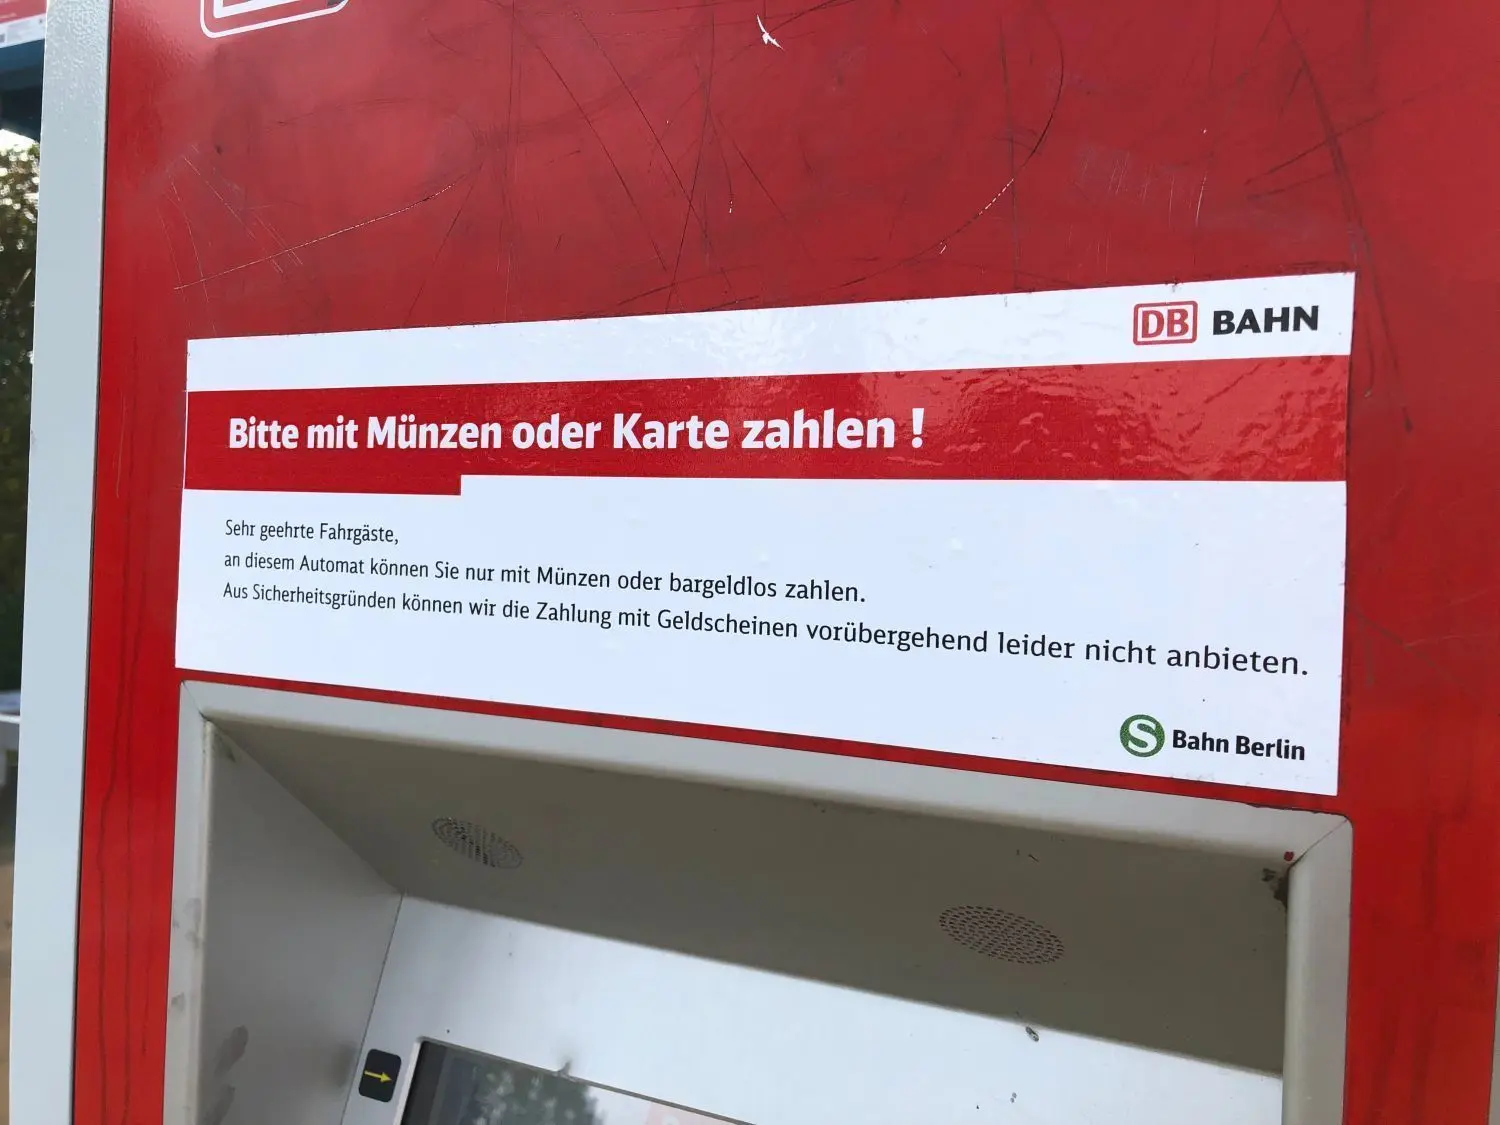 DB BAHN
Bitte mit Münzen oder Karte zahlen !
Sehr geehrte Fahrgäste,
an diesem Automat können Sie nur mit Münzen oder bargeldlos zahlen.
Aus Sicherheitsgründen können wir die Zahlung mit Geldscheinen vorübergehend leider nicht anbieten.
S Bahn Berlin